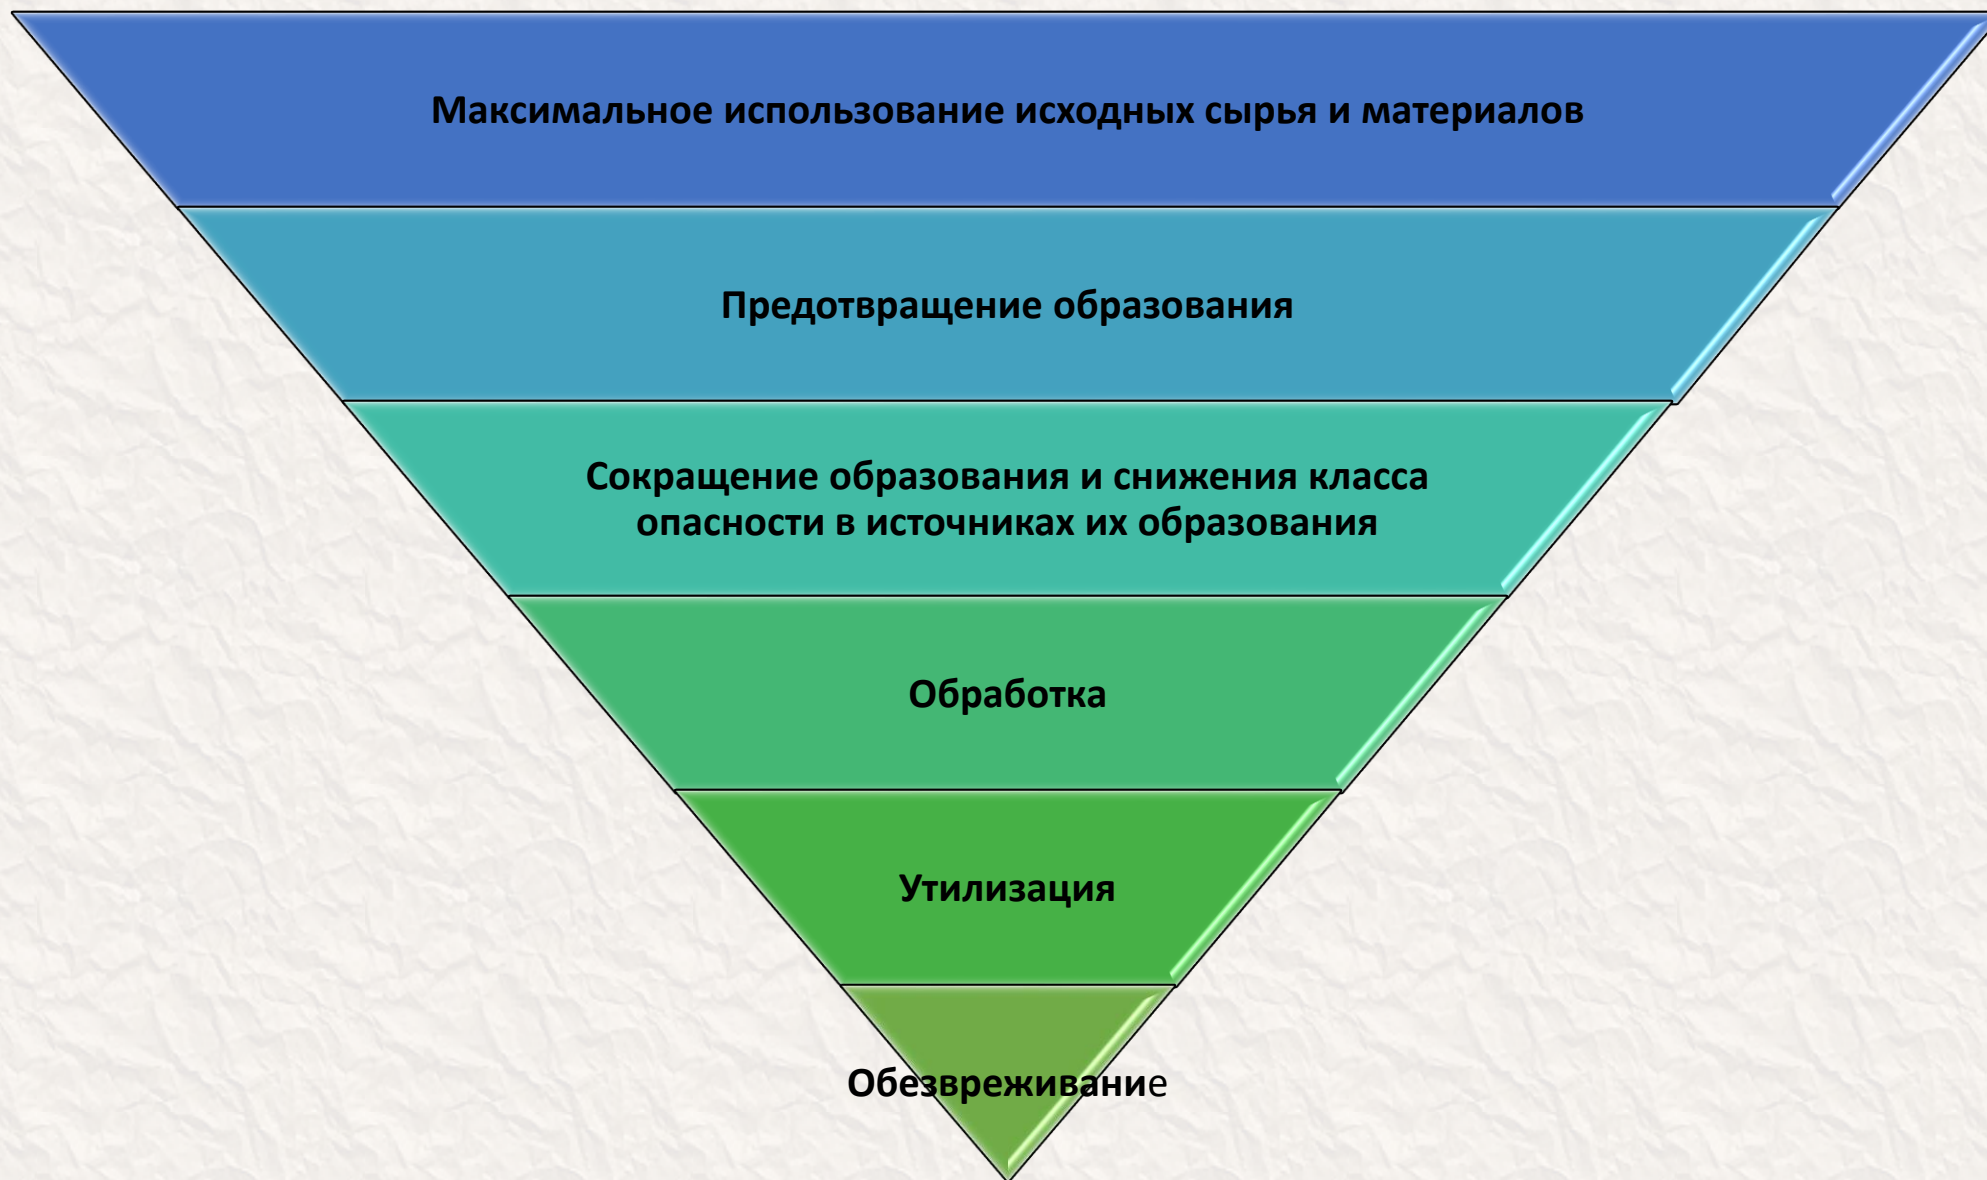 Максимальное использование исходных сырья и материалов
Предотвращение образования
Сокращение образования и снижения класса
опасности в источниках их образования
Обработка
Утилизация
Обезвреживание